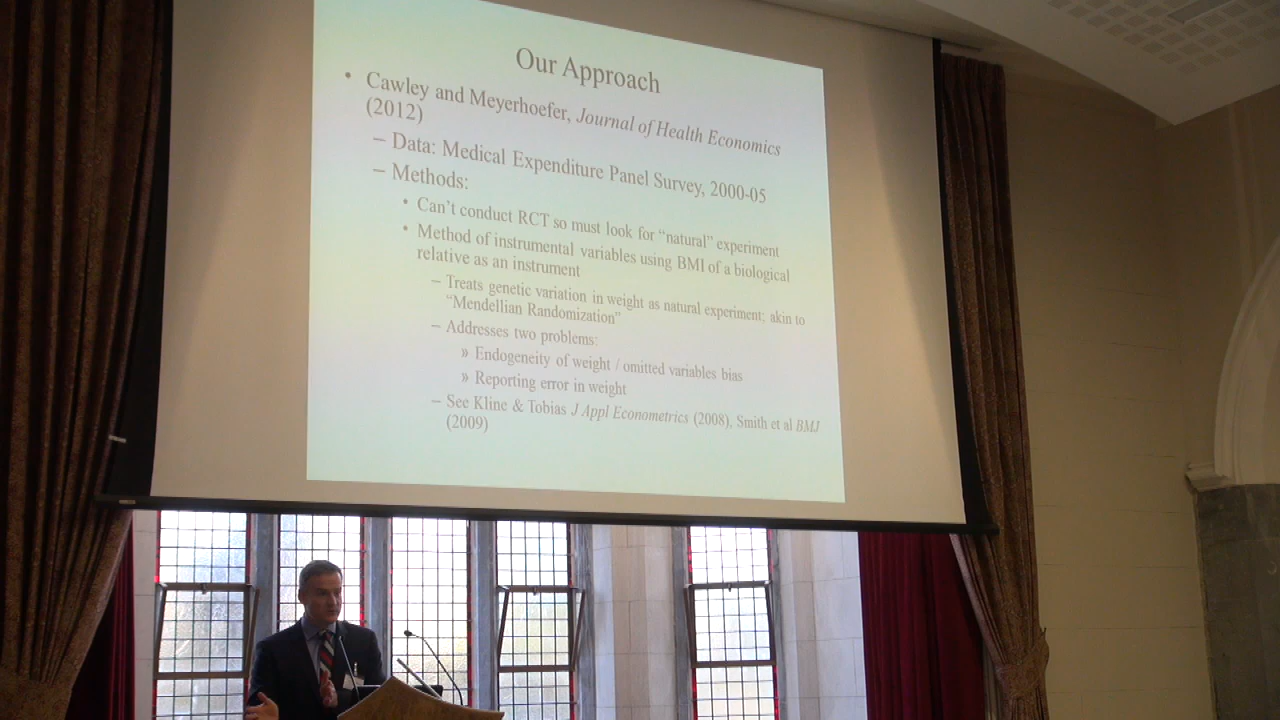 Our Approach
• Cawley and Meyerhoefer, Journal of Health Economics
(2012)
– Data: Medical Expenditure Panel Survey, 2000-05
– Methods:
• Can't conduct RCT so must look for “natural” experiment
• Method of instrumental variables using BMI of a biological
relative as an instrument
– Treats genetic variation in weight as natural experiment; akin to
“Mendellian Randomization”
– Addresses two problems:
» Endogeneity of weight / omitted variables bias
» Reporting error in weight
– See Kline & Tobias J Appl Econometrics (2008), Smith et al BMJ
(2009)